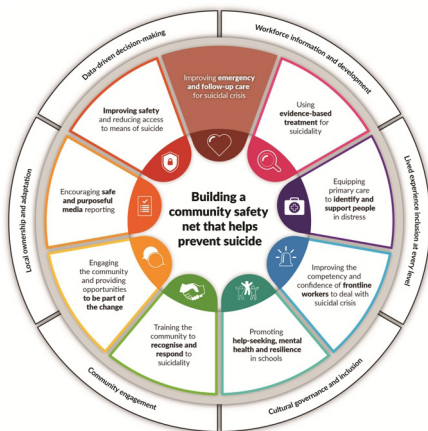 Data-driven decision-making
Workforce information and development
Lived experience inclusion at every level
Cultural governance and inclusion
Community engagement
Local ownership and adaptation
Improving emergency
and follow-up care
for suicidal crisis
Using
evidence-based
treatment for
suicidality
Equipping
primary care
to identify and
support people
in distress
Improving the
competency and
confidence of frontline
workers to deal with
suicidal crisis
Promoting
help-seeking, mental
health and resilience
in schools
Training the
community to
recognise and
respond to
suicidality
Engaging
the community
and providing
opportunities
to be part of
the change
Encouraging safe
and purposeful
media reporting
Improving safety
and reducing access
to means of suicide
Building a
community safety
net that helps
prevent suicide